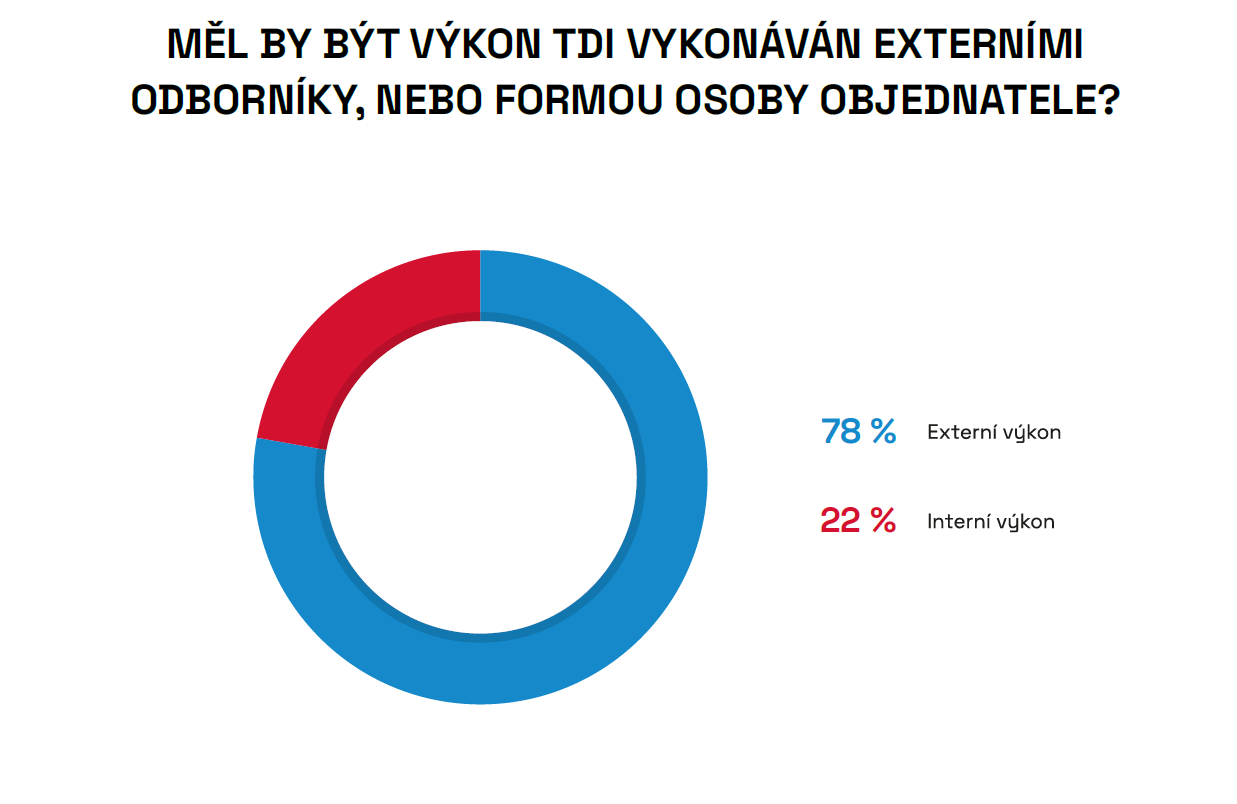 MĚL BY BÝT VÝKON TDI VYKONÁVÁN EXTERNÍMI
ODBORNÍKY, NEBO FORMOU OSOBY OBJEDNATELE?
78 % Externí výkon
22 % Interní výkon